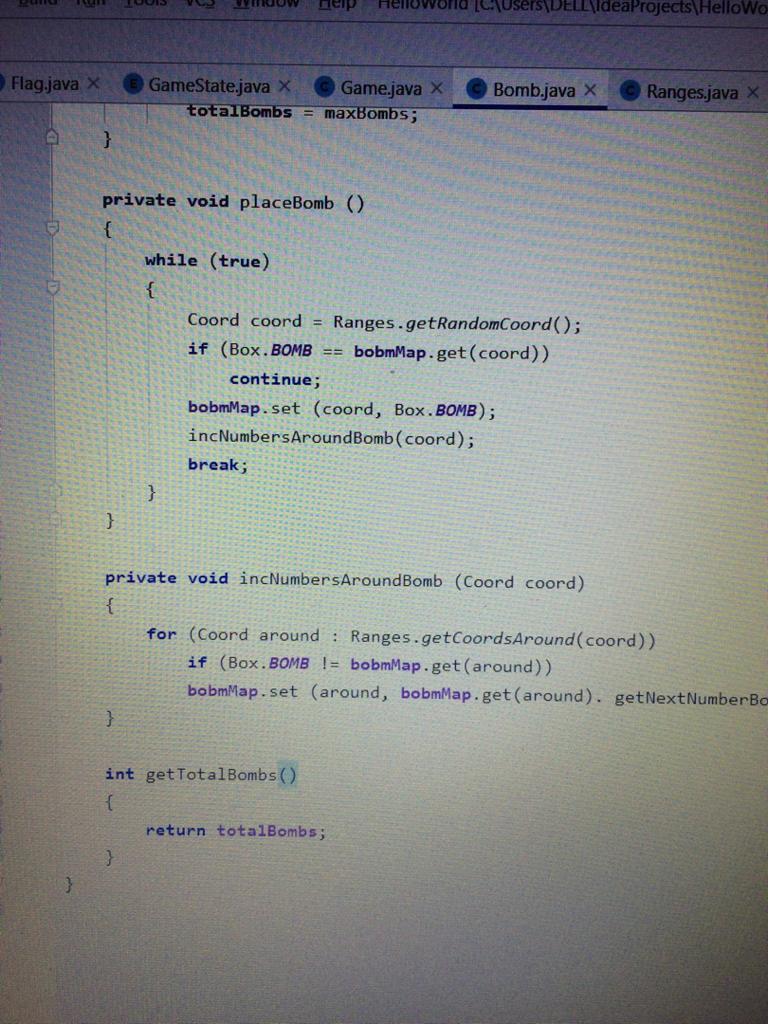 Build Run Tools VCS Window Help HelloWorld [C:\Users\DELL\IdeaProjects\HelloWo
Flag.java × E GameState.java × C Game.java × C Bomb.java × C Ranges.java ×
totalBombs = maxBombs;
}
private void placeBomb ()
{
while (true)
{
Coord coord = Ranges.getRandomCoord();
if (Box.BOMB == bobmMap.get(coord))
continue;
bobmMap.set (coord, Box.BOMB);
incNumbersAroundBomb(coord);
break;
}
}
private void incNumbersAroundBomb (Coord coord)
{
for (Coord around : Ranges.getCoordsAround(coord))
if (Box.BOMB != bobmMap.get(around))
bobmMap.set (around, bobmMap.get(around). getNextNumberBo
}
int getTotalBombs()
{
return totalBombs;
}
}